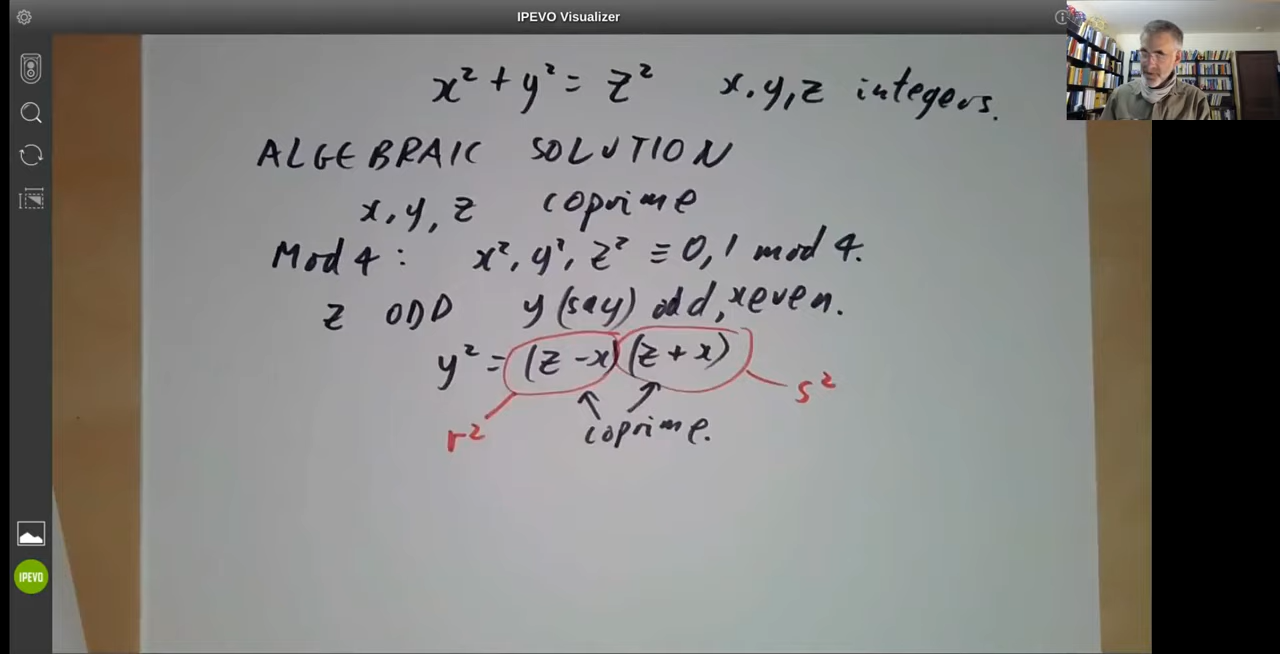 IPEVO Visualizer
x² + y² = z² x, y, z integers.
ALGEBRAIC SOLUTION
x, y, z coprime
Mod 4 : x², y², z² ≡ 0, 1 mod 4.
z ODD y (say) odd, x even.
y² = (z - x) (z + x)
s²
r² coprime.
IPEVO